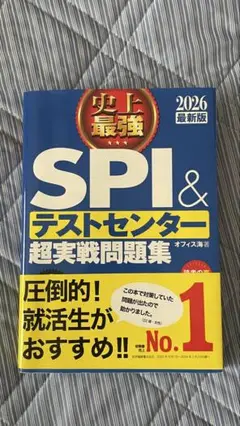 史上
最強
2026
最新版
SPI&
テストセンター
超実戦問題集
オフィス海 著
圧倒的!
就活生が
おすすめ!!
この本で対策していた
問題が出たので
助かりました。
No.1